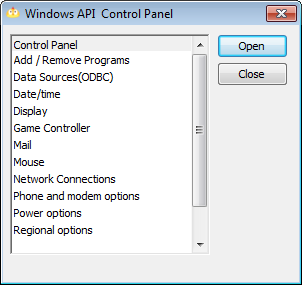 Windows API  Control Panel
Control Panel
Add / Remove Programs
Data Sources(ODBC)
Date/time
Display
Game Controller
Mail
Mouse
Network Connections
Phone and modem options
Power options
Regional options
Open
Close